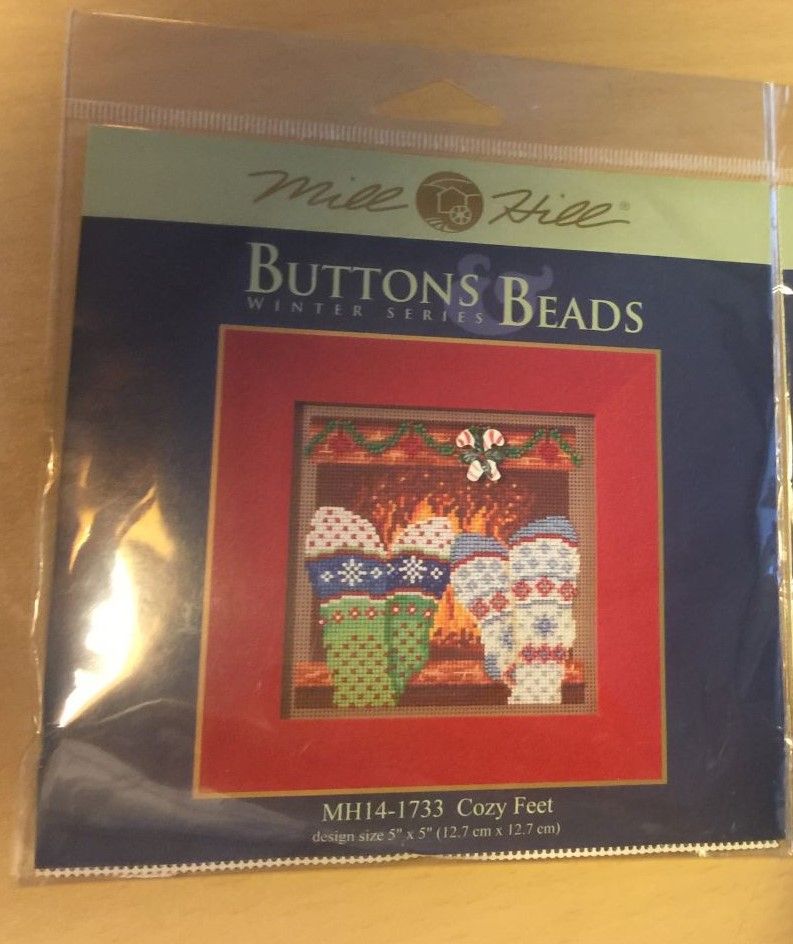 Mill Hill®
BUTTONS & BEADS
WINTER SERIES
MH14-1733 Cozy Feet
design size 5" x 5" (12.7 cm x 12.7 cm)